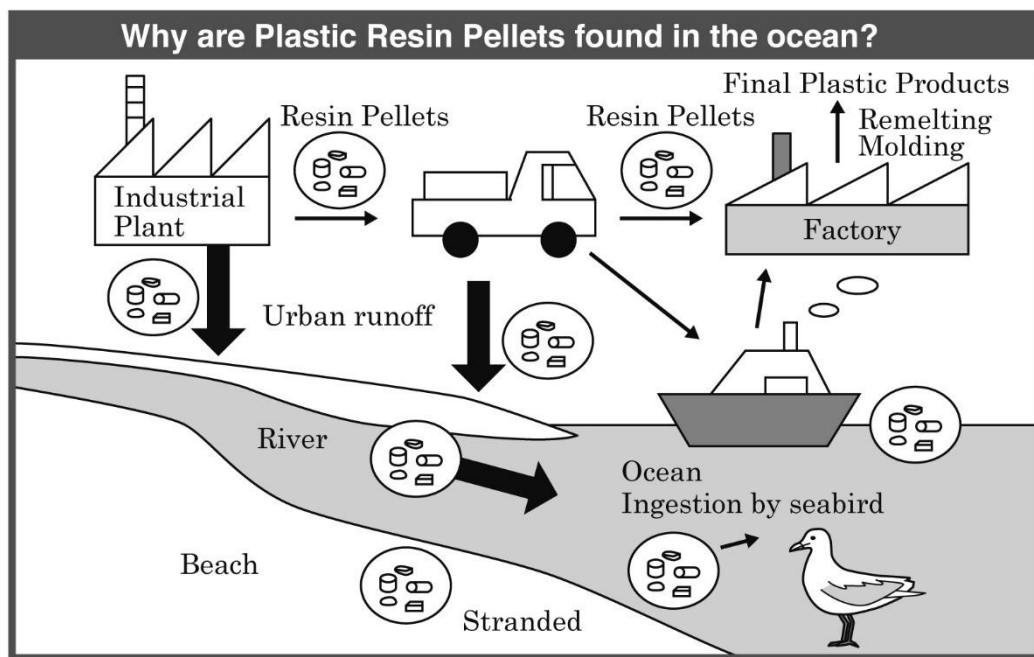 Why are Plastic Resin Pellets found in the ocean?
Final Plastic Products
Resin Pellets
Resin Pellets
Remelting
Molding
Industrial
Plant
Factory
Urban runoff
River
Ocean
Ingestion by seabird
Beach
Stranded